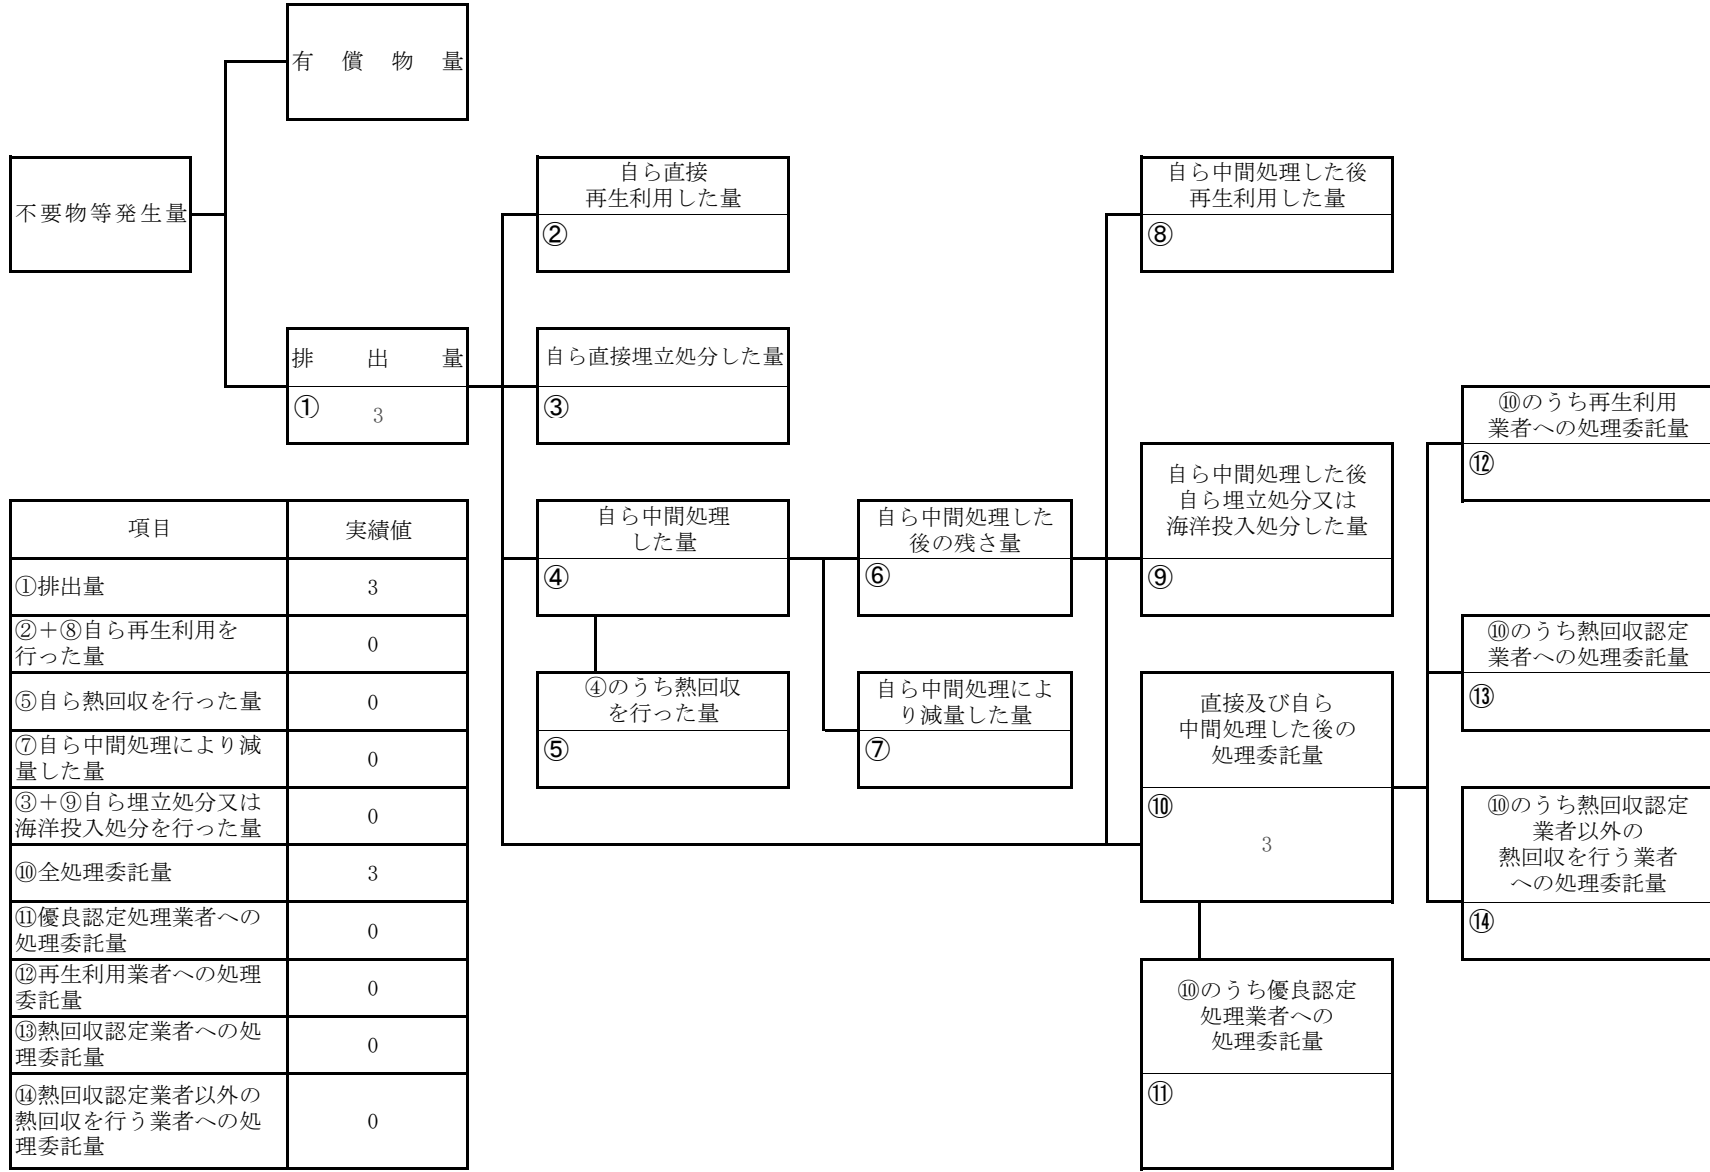 有償物量
不要物等発生量
排出量
① 3
自ら直接
再生利用した量
②
自ら直接埋立処分した量
③
自ら中間処理
した量
④
④のうち熱回収
を行った量
⑤
自ら中間処理した
後の残さ量
⑥
自ら中間処理によ
り減量した量
⑦
自ら中間処理した後
再生利用した量
⑧
自ら中間処理した後
自ら埋立処分又は
海洋投入処分した量
⑨
直接及び自ら
中間処理した後の
処理委託量
⑩
3
⑩のうち優良認定
処理業者への
処理委託量
⑪
⑩のうち再生利用
業者への処理委託量
⑫
⑩のうち熱回収認定
業者への処理委託量
⑬
⑩のうち熱回収認定
業者以外の
熱回収を行う業者
への処理委託量
⑭
項目 実績値
①排出量 3
②+⑧自ら再生利用を
行った量 0
⑤自ら熱回収を行った量 0
⑦自ら中間処理により減
量した量 0
③+⑨自ら埋立処分又は
海洋投入処分を行った量 0
⑩全処理委託量 3
⑪優良認定処理業者への
処理委託量 0
⑫再生利用業者への処理
委託量 0
⑬熱回収認定業者への処
理委託量 0
⑭熱回収認定業者以外の
熱回収を行う業者への処
理委託量 0